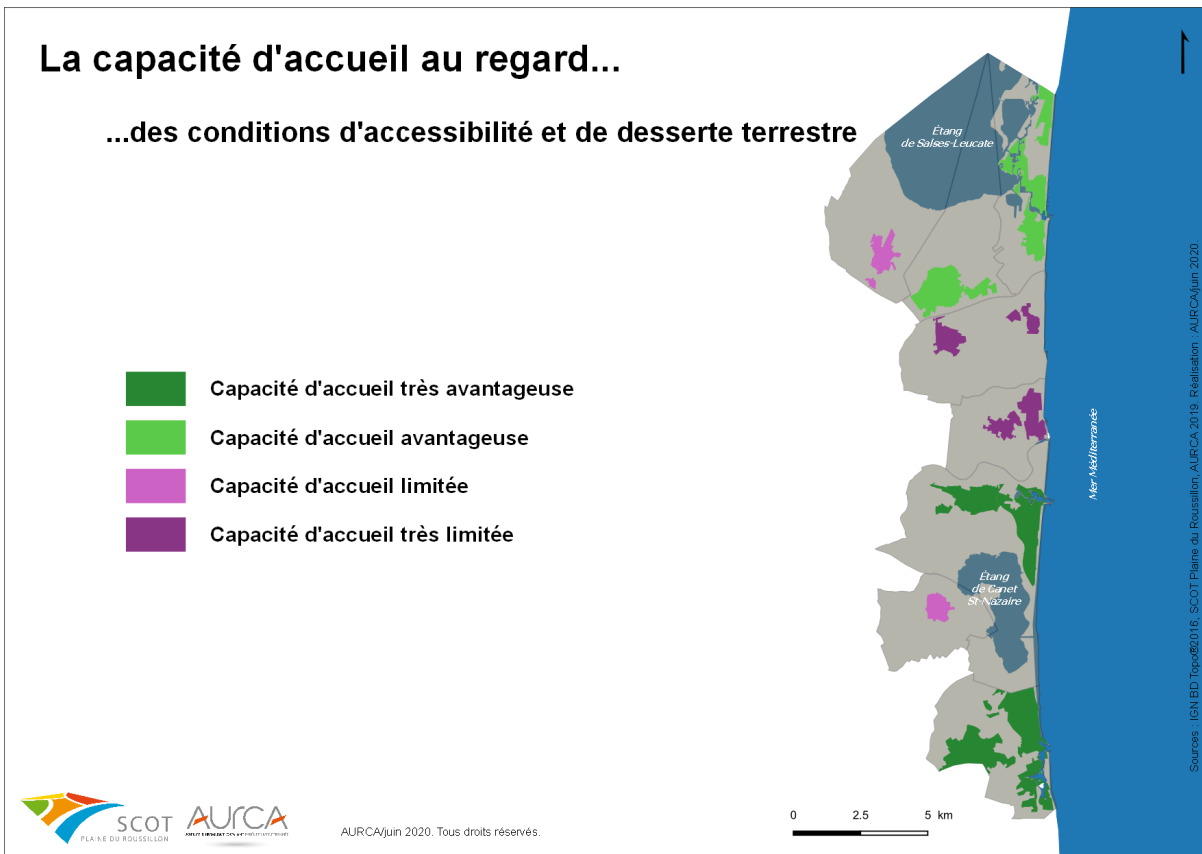 La capacité d'accueil au regard...
...des conditions d'accessibilité et de desserte terrestre
Étang
de Salses-Leucate
Capacité d'accueil très avantageuse
Capacité d'accueil avantageuse
Capacité d'accueil limitée
Capacité d'accueil très limitée
Mer Méditerranée
Étang
de Canet
St-Nazaire
Sources : IGN BD Topo®2016, SCOT Plaine du Roussillon, AURCA 2019. Réalisation : AURCA/juin 2020.
SCOT
PLAINE DU ROUSSILLON
AURCA
AURCA/juin 2020. Tous droits réservés.
0 2.5 5 km